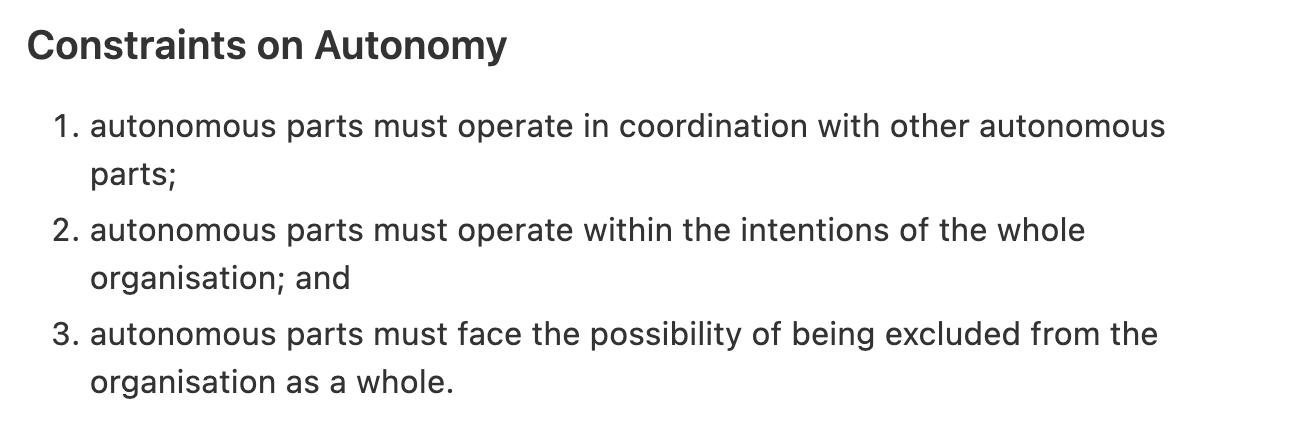 Constraints on Autonomy
1. autonomous parts must operate in coordination with other autonomous
parts;
2. autonomous parts must operate within the intentions of the whole
organisation; and
3. autonomous parts must face the possibility of being excluded from the
organisation as a whole.